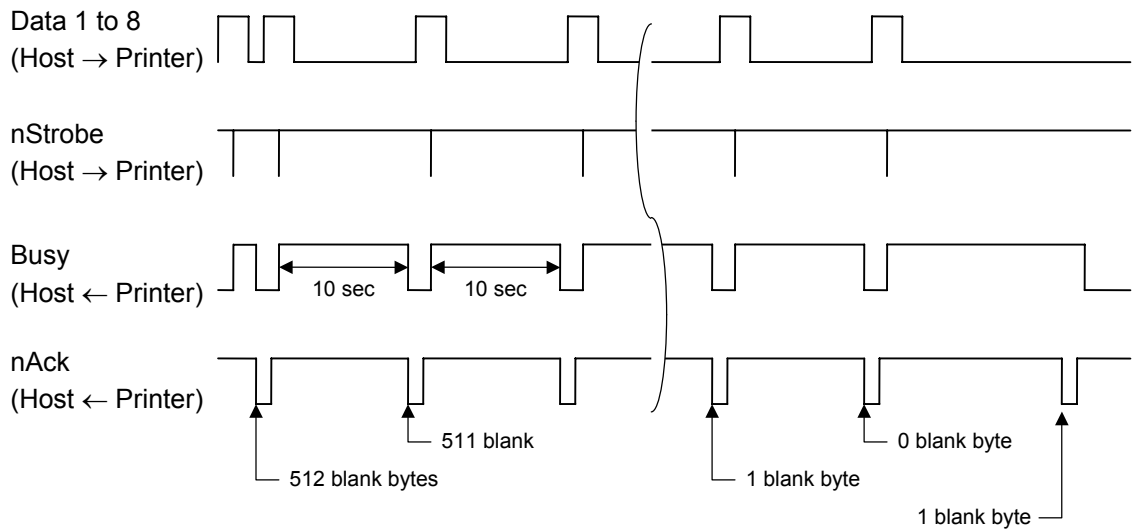 Data 1 to 8
(Host → Printer)
nStrobe
(Host → Printer)
Busy
(Host ← Printer)
10 sec
10 sec
nAck
(Host ← Printer)
511 blank
0 blank byte
512 blank bytes
1 blank byte
1 blank byte